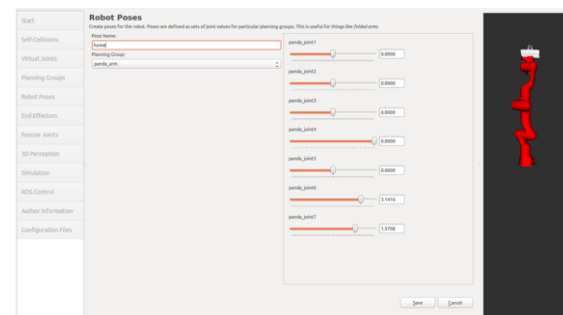 Start
Self-Collisions
Virtual Joints
Planning Groups
Robot Poses
End Effectors
Passive Joints
3D Perception
Simulation
ROS Control
Author Information
Configuration Files
Robot Poses
Create poses for the robot. Poses are defined as sets of joint values for particular planning groups. This is useful for things like folded arms.
Pose Name:
home
Planning Group:
panda_arm
panda_joint1
0.0000
panda_joint2
0.0000
panda_joint3
0.0000
panda_joint4
0.0000
panda_joint5
0.0000
panda_joint6
3.1416
panda_joint7
1.5708
Save
Cancel